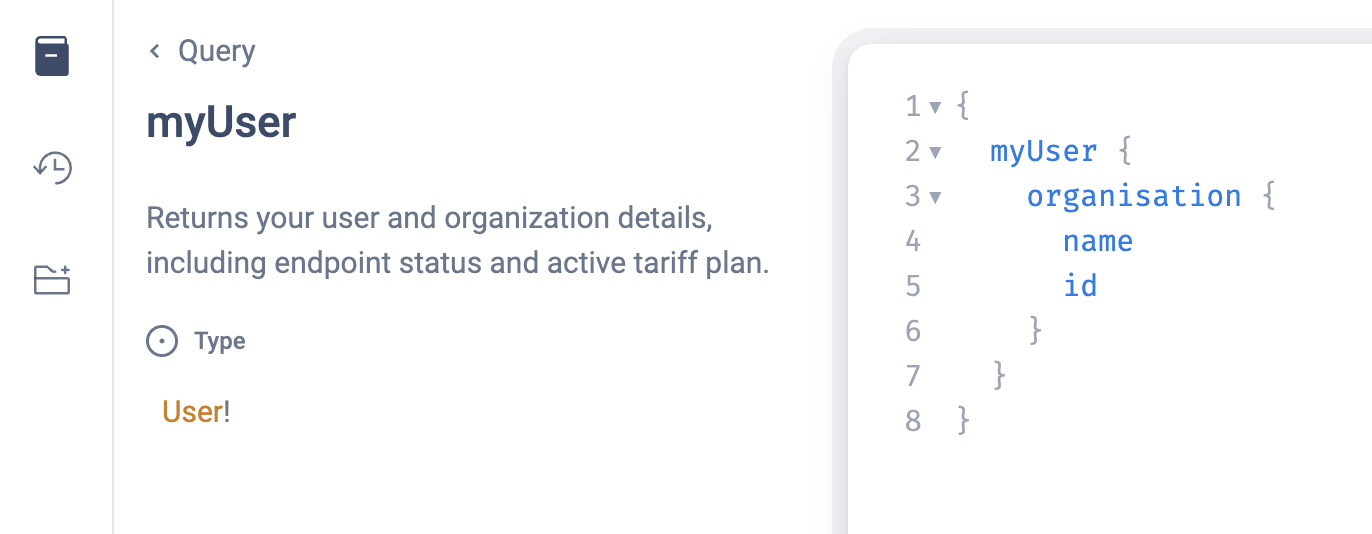 Query
myUser
Returns your user and organization details,
including endpoint status and active tariff plan.
Type
User!
1 {
2 myUser {
3 organisation {
4 name
5 id
6 }
7 }
8 }